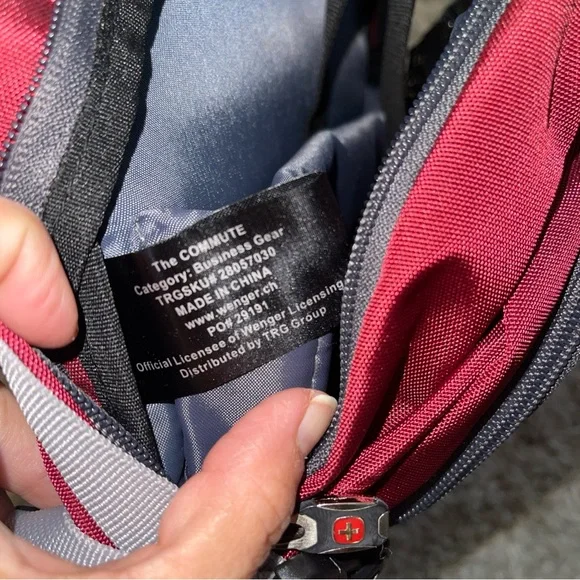 The COMMUTE
Category: Business Gear
TRGSKU# 28057030
MADE IN CHINA
www.wenger.ch
PO# 29191
Official Licensee of Wenger Licensing
Distributed by TRG Group